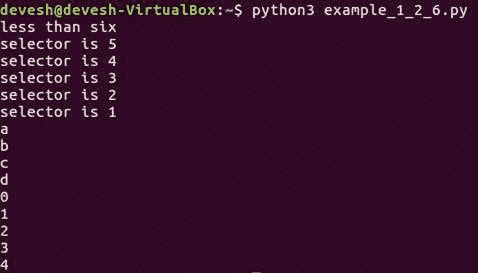 devesh@devesh-VirtualBox:~$ python3 example_1_2_6.py
less than six
selector is 5
selector is 4
selector is 3
selector is 2
selector is 1
a
b
c
d
0
1
2
3
4